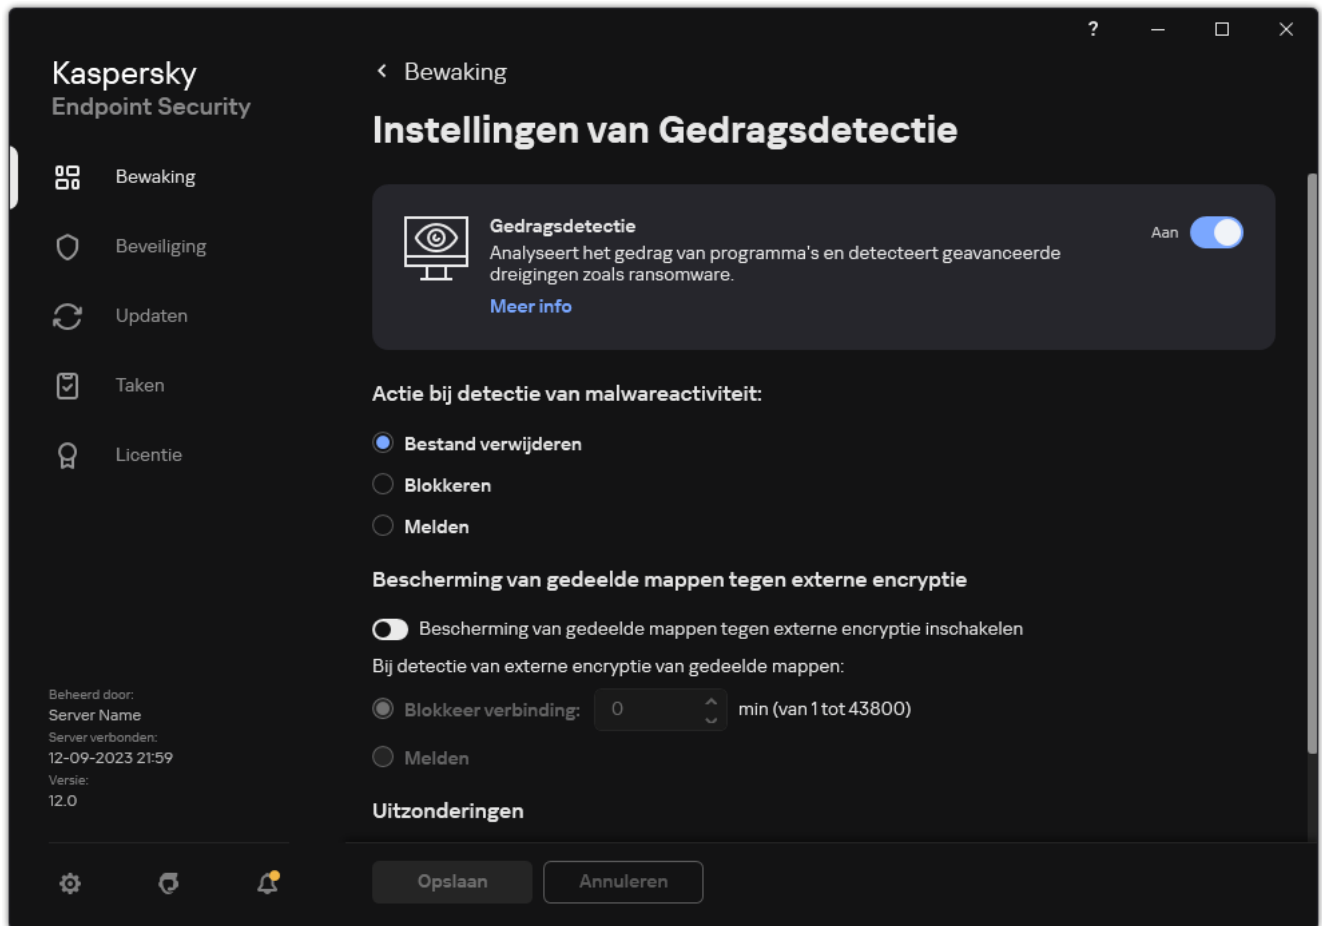 ?
Kaspersky
Endpoint Security
Bewaking
Beveiliging
Updaten
Taken
Licentie
Beheerd door:
Server Name
Server verbonden:
12-09-2023 21:59
Versie:
12.0
Bewaking
Instellingen van Gedragsdetectie
Gedragsdetectie
Aan
Analyseert het gedrag van programma's en detecteert geavanceerde
dreigingen zoals ransomware.
Meer info
Actie bij detectie van malwareactiviteit:
Bestand verwijderen
Blokkeren
Melden
Bescherming van gedeelde mappen tegen externe encryptie
Bescherming van gedeelde mappen tegen externe encryptie inschakelen
Bij detectie van externe encryptie van gedeelde mappen:
Blokkeer verbinding: 0 min (van 1 tot 43800)
Melden
Uitzonderingen
Opslaan
Annuleren